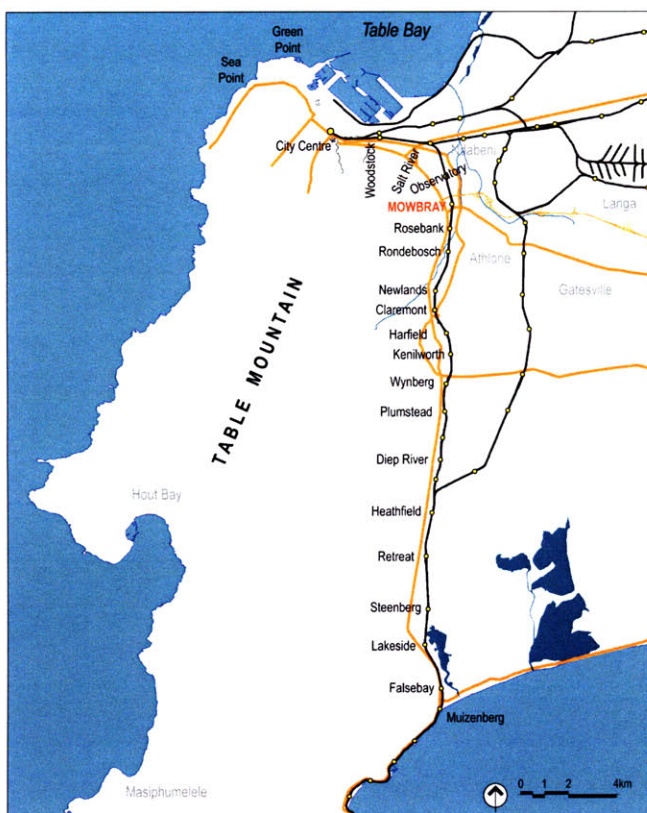 Table Bay
Green
Point
Sea
Point
City Centre
Woodstock
Salt River
Observatory
MOWBRAY
Rosebank
Rondebosch
Langa
Athlone
Newlands
Gatesville
Claremont
Harfield
Kenilworth
Wynberg
TABLE MOUNTAIN
Plumstead
Diep River
Hout Bay
Heathfield
Retreat
Steenberg
Lakeside
Falsebay
Muizenberg
Masiphumelele
0 1 2 4km